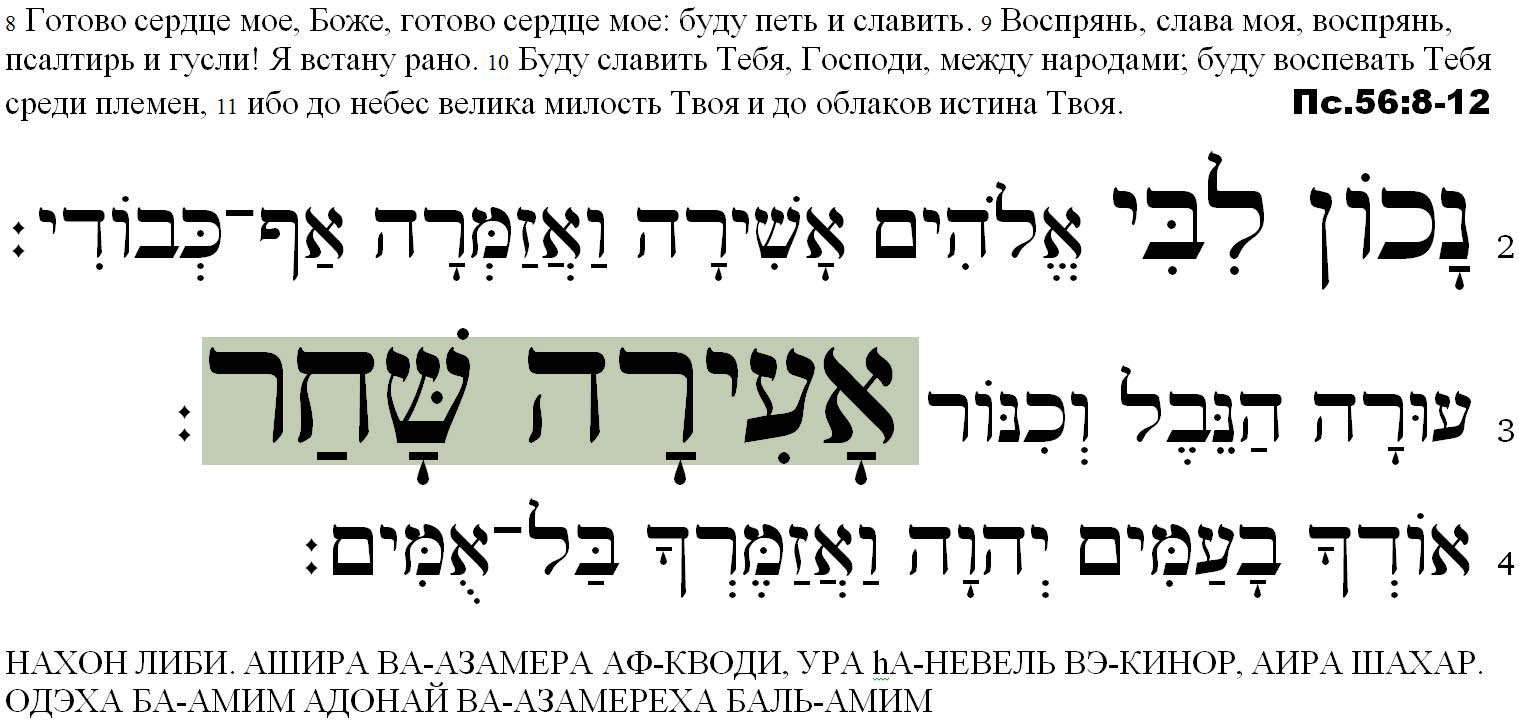 8 Готово сердце мое, Боже, готово сердце мое: буду петь и славить. 9 Воспрянь, слава моя, воспрянь,
псалтирь и гусли! Я встану рано. 10 Буду славить Тебя, Господи, между народами; буду воспевать Тебя
среди племен, 11 ибо до небес велика милость Твоя и до облаков истина Твоя. Пс.56:8-12
2 נָכוֹן לִבִּי אֱלֹהִים אָשִׁירָה וַאֲזַמְּרָה אַף־כְּבוֹדִי׃
3 עוּרָה הַנֵּבֶל וְכִנּוֹר אָעִירָה שָּׁחַר׃
4 אוֹדְךָ בָעַמִּים יְהוָה וַאֲזַמֶּרְךָ בַּל־אֻמִּים׃
НАХОН ЛИБИ. АШИРА ВА-АЗАМЕРА АФ-КВОДИ, УРА hА-НЕВЕЛЬ ВЭ-КИНОР, АИРА ШАХАР.
ОДЭХА БА-АМИМ АДОНАЙ ВА-АЗАМЕРЕХА БАЛЬ-АМИМ